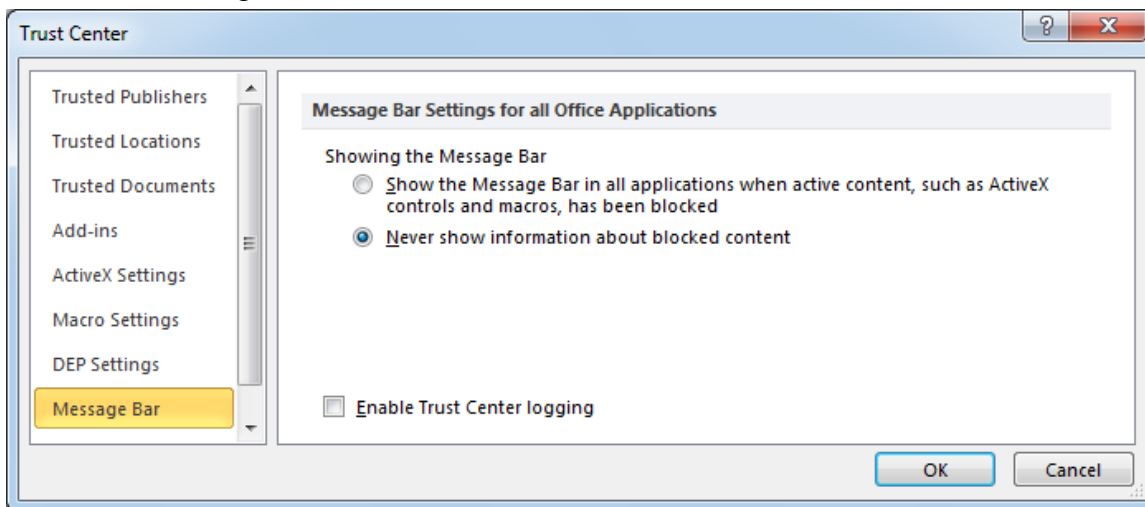 Trust Center
Trusted Publishers
Trusted Locations
Trusted Documents
Add-ins
ActiveX Settings
Macro Settings
DEP Settings
Message Bar
Message Bar Settings for all Office Applications
Showing the Message Bar
Show the Message Bar in all applications when active content, such as ActiveX
controls and macros, has been blocked
Never show information about blocked content
Enable Trust Center logging
OK
Cancel